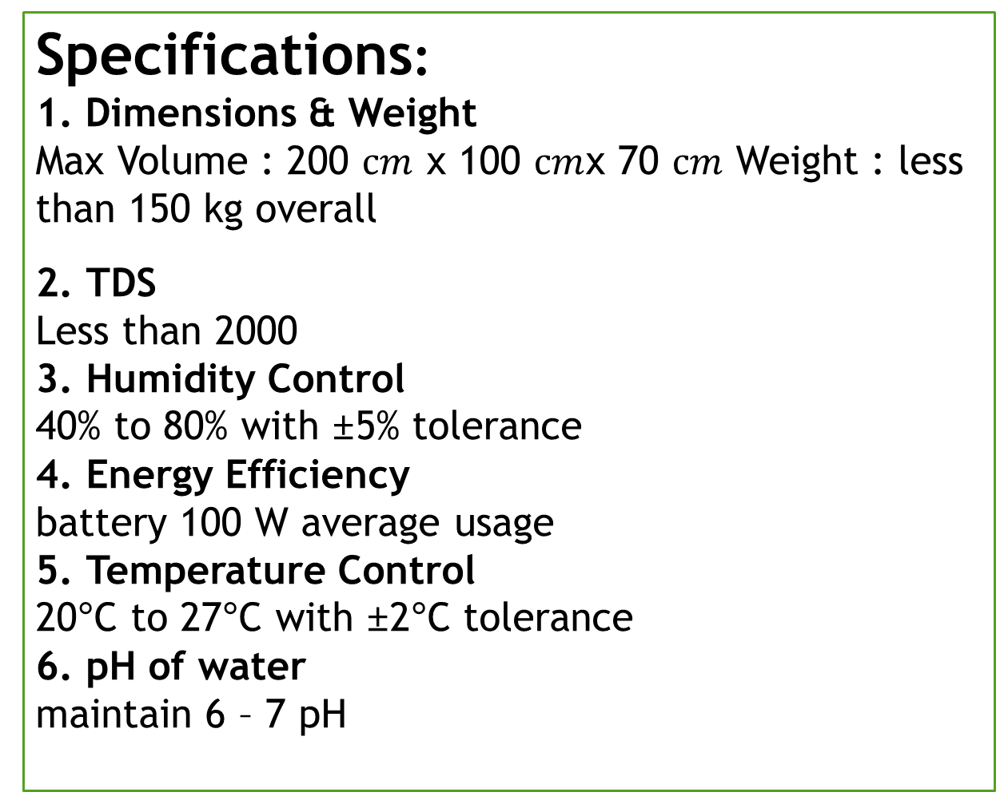 Specifications:
1. Dimensions & Weight
Max Volume : 200 cm x 100 cmx 70 cm Weight : less
than 150 kg overall
2. TDS
Less than 2000
3. Humidity Control
40% to 80% with ±5% tolerance
4. Energy Efficiency
battery 100 W average usage
5. Temperature Control
20°C to 27°C with ±2°C tolerance
6. pH of water
maintain 6 – 7 pH